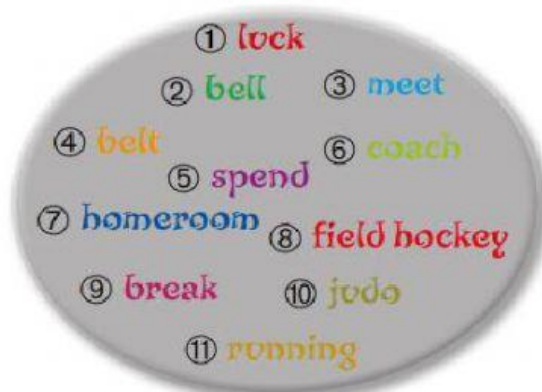 ① luck
② bell ③ meet
④ belt ⑥ coach
⑤ spend
⑦ homeroom ⑧ field hockey
⑨ break ⑩ judo
⑪ running